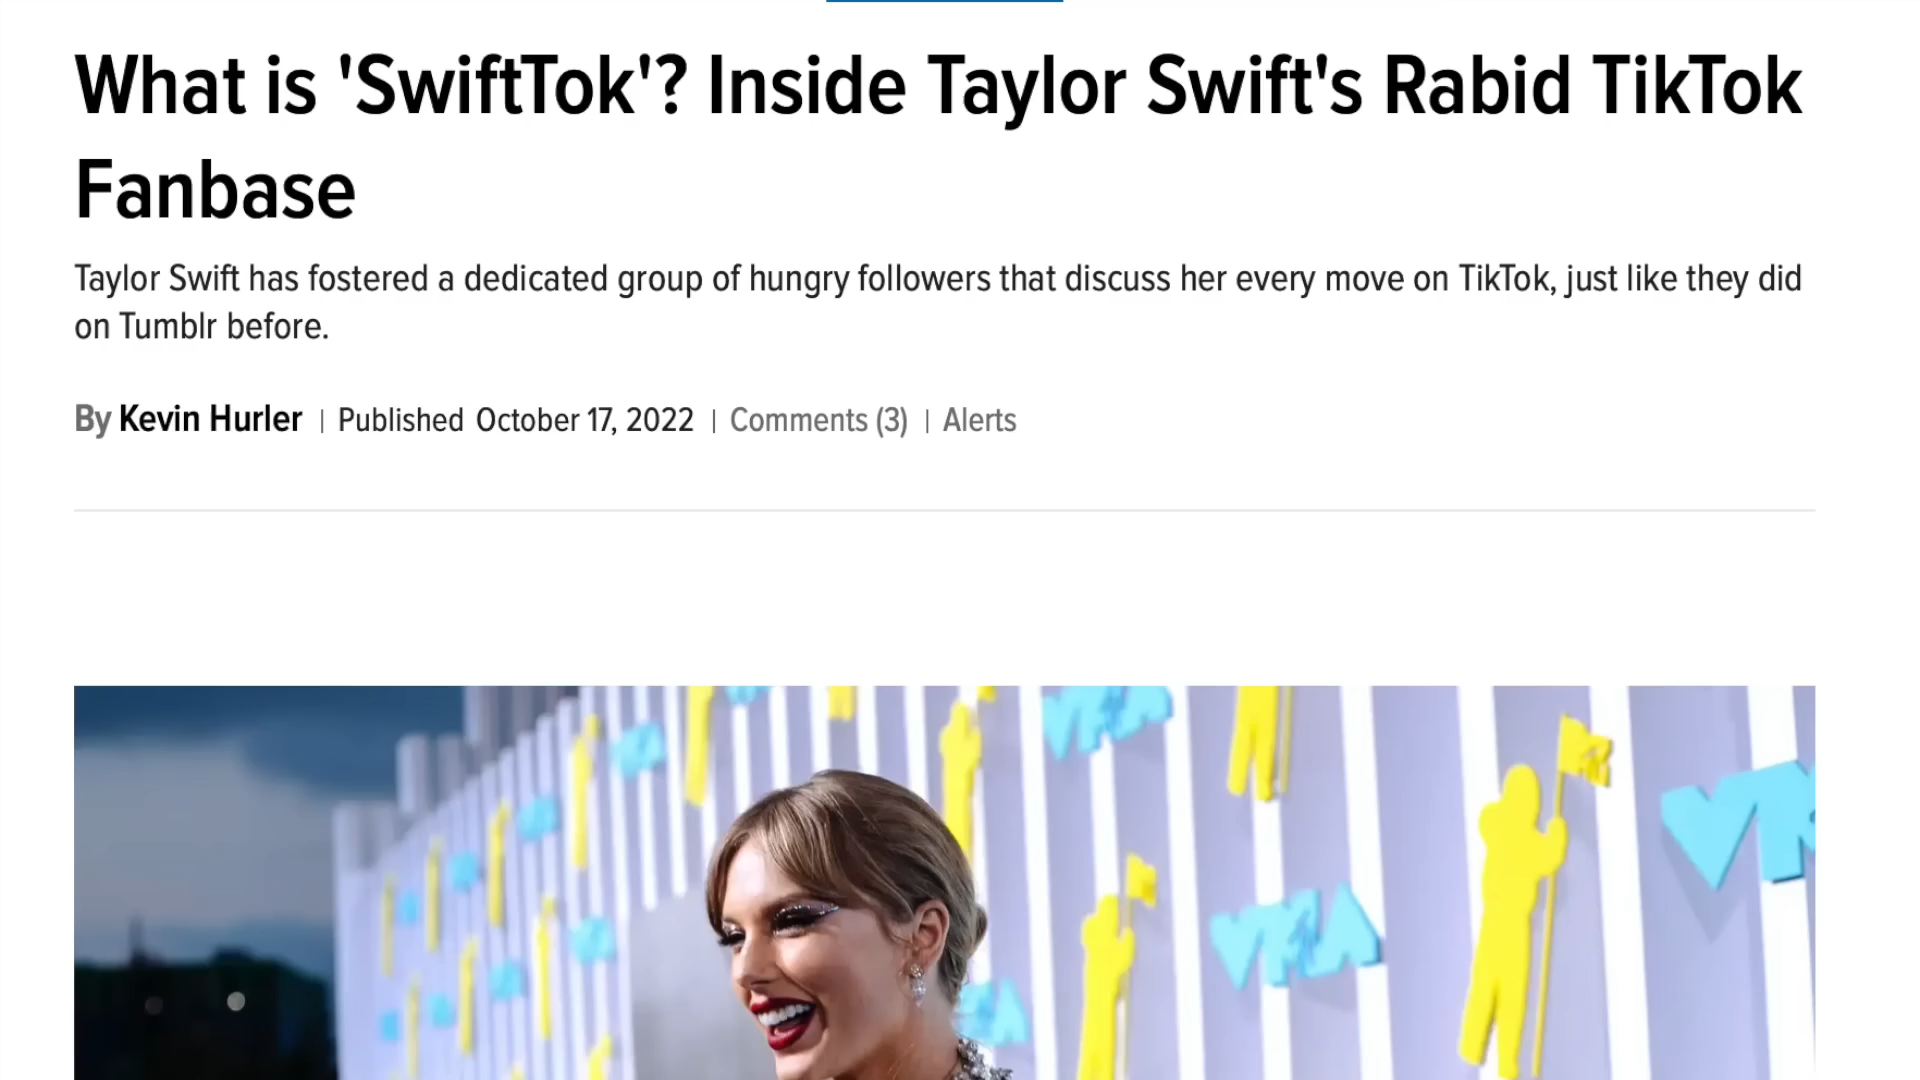 What is 'SwiftTok'? Inside Taylor Swift's Rabid TikTok
Fanbase
Taylor Swift has fostered a dedicated group of hungry followers that discuss her every move on TikTok, just like they did
on Tumblr before.
By Kevin Hurler | Published October 17, 2022 | Comments (3) | Alerts
VMA
VMA